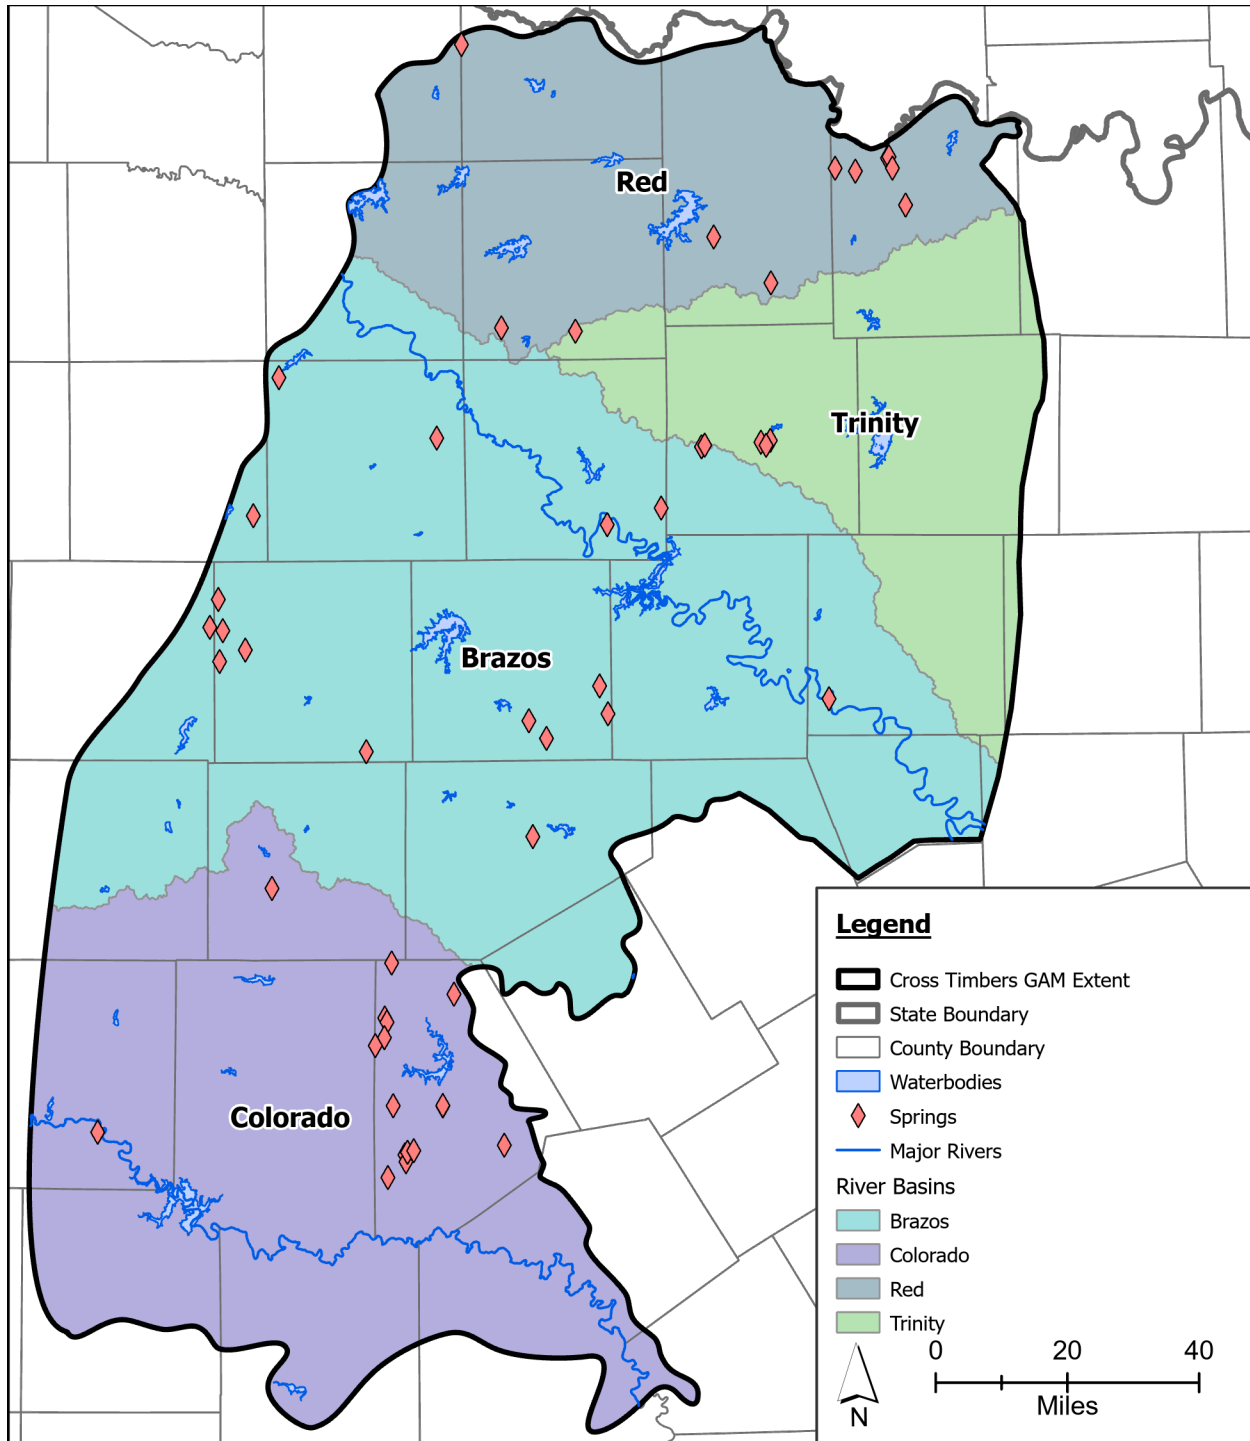 Red
Trinity
Brazos
Colorado
Legend
Cross Timbers GAM Extent
State Boundary
County Boundary
Waterbodies
Springs
Major Rivers
River Basins
Brazos
Colorado
Red
Trinity
0 20 40
Miles
N